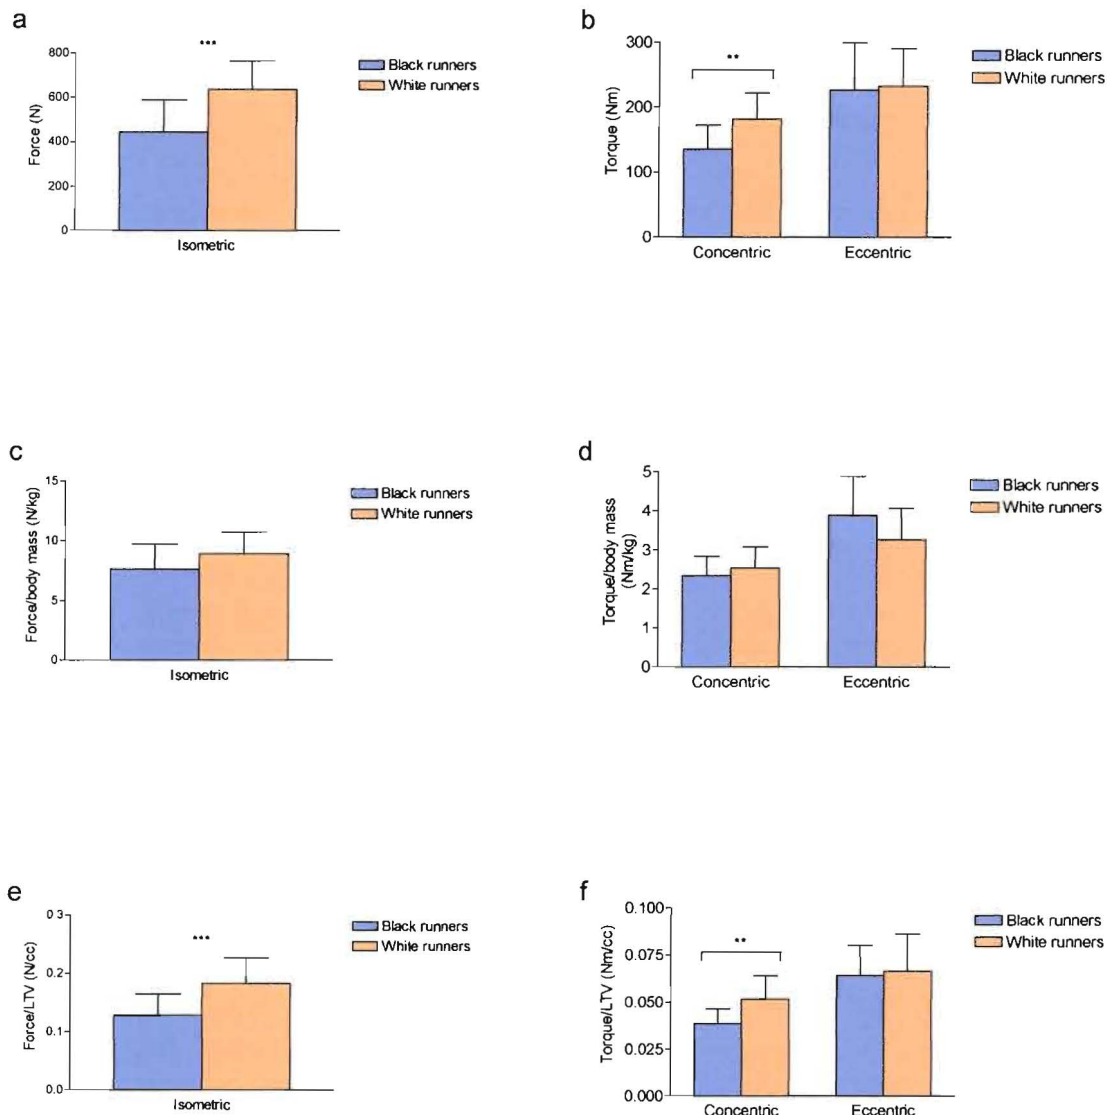 a
***
800
600
400
200
0
Force (N)
Isometric
Black runners
White runners
b
**
300
200
100
0
Torque (Nm)
Concentric Eccentric
Black runners
White runners
c
15
10
5
0
Force/body mass (N/kg)
Isometric
Black runners
White runners
d
5
4
3
2
1
0
Torque/body mass
(Nm/kg)
Concentric Eccentric
Black runners
White runners
e
***
0 3
0.2
0.1
0.0
Force/LTV (N/cc)
Isometric
Black runners
White runners
f
**
0.100
0.075
0.050
0.025
0.000
Torque/LTV (Nm/cc)
Concentric Eccentric
Black runners
White runners